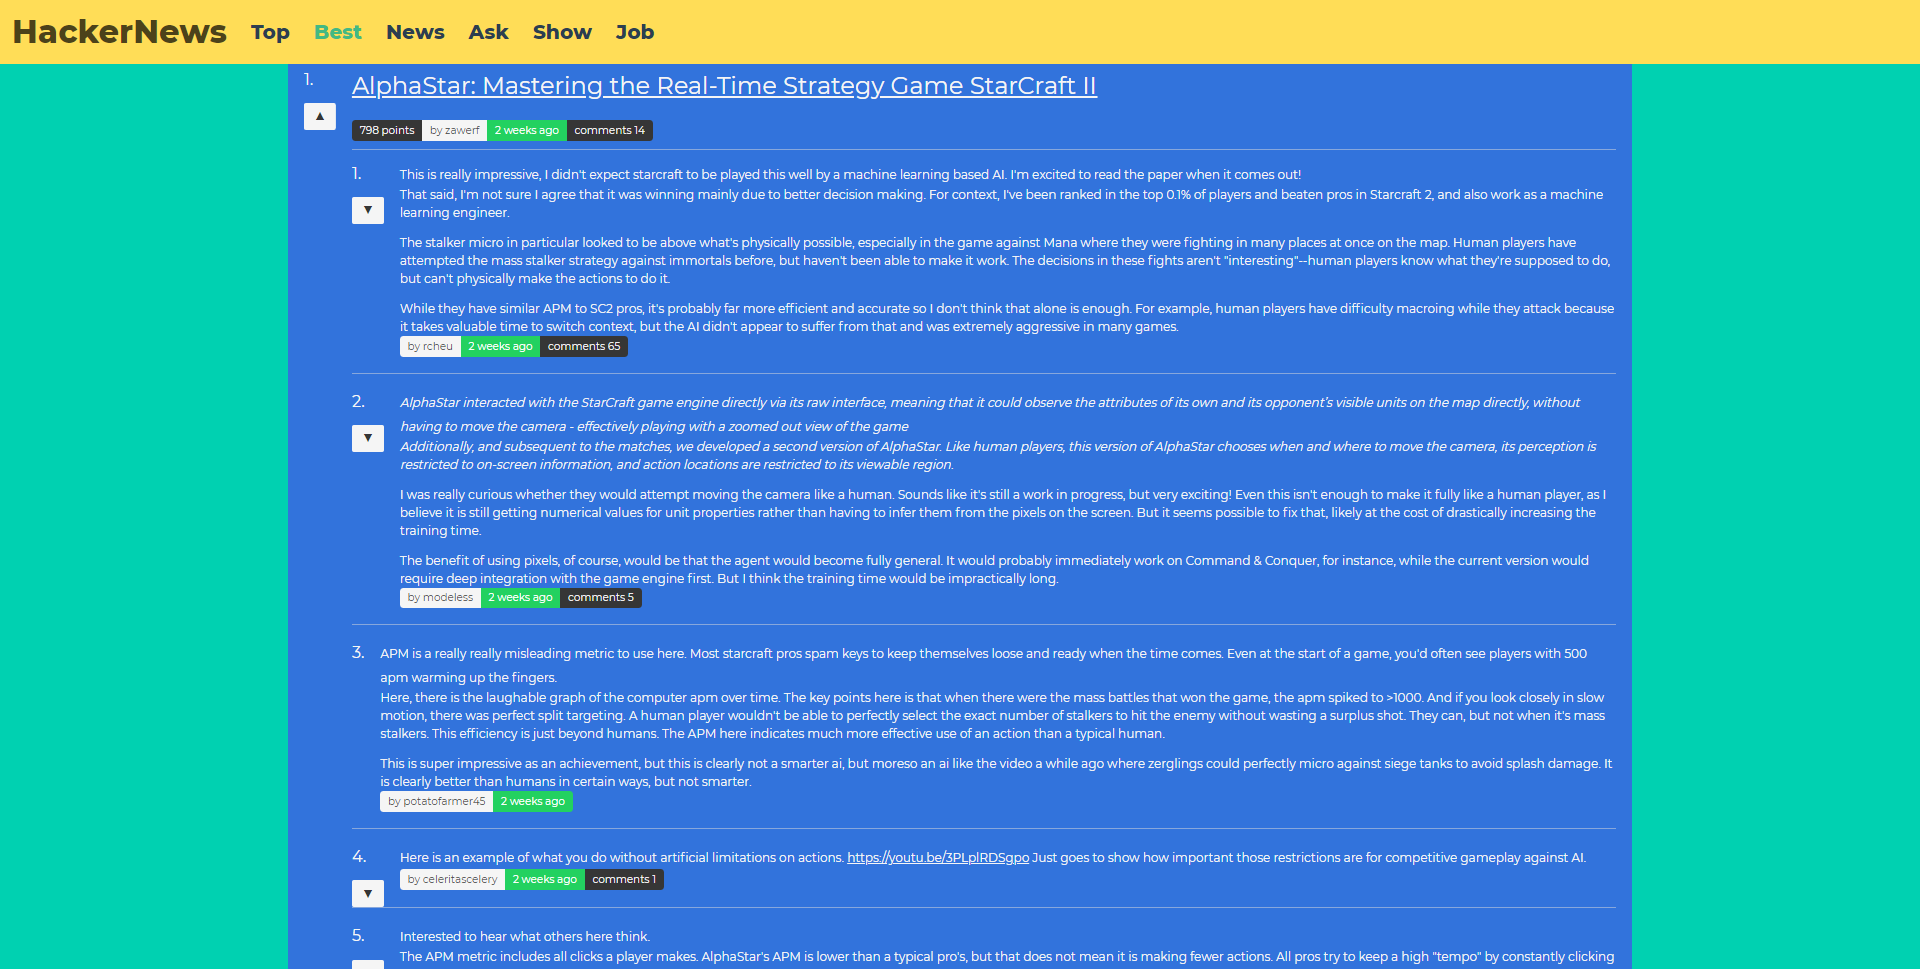 HackerNews Top Best News Ask Show Job
1. AlphaStar: Mastering the Real-Time Strategy Game StarCraft II
▲
798 points by zawerf 2 weeks ago comments 14
1. This is really impressive, I didn't expect starcraft to be played this well by a machine learning based AI. I'm excited to read the paper when it comes out!
That said, I'm not sure I agree that it was winning mainly due to better decision making. For context, I've been ranked in the top 0.1% of players and beaten pros in Starcraft 2, and also work as a machine
▼
learning engineer.
The stalker micro in particular looked to be above what's physically possible, especially in the game against Mana where they were fighting in many places at once on the map. Human players have
attempted the mass stalker strategy against immortals before, but haven't been able to make it work. The decisions in these fights aren't "interesting"--human players know what they're supposed to do,
but can't physically make the actions to do it.
While they have similar APM to SC2 pros, it's probably far more efficient and accurate so I don't think that alone is enough. For example, human players have difficulty macroing while they attack because
it takes valuable time to switch context, but the AI didn't appear to suffer from that and was extremely aggressive in many games.
by rcheu 2 weeks ago comments 65
2. AlphaStar interacted with the StarCraft game engine directly via its raw interface, meaning that it could observe the attributes of its own and its opponent's visible units on the map directly, without
having to move the camera - effectively playing with a zoomed out view of the game
▼
Additionally, and subsequent to the matches, we developed a second version of AlphaStar. Like human players, this version of AlphaStar chooses when and where to move the camera, its perception is
restricted to on-screen information, and action locations are restricted to its viewable region.
I was really curious whether they would attempt moving the camera like a human. Sounds like it's still a work in progress, but very exciting! Even this isn't enough to make it fully like a human player, as I
believe it is still getting numerical values for unit properties rather than having to infer them from the pixels on the screen. But it seems possible to fix that, likely at the cost of drastically increasing the
training time.
The benefit of using pixels, of course, would be that the agent would become fully general. It would probably immediately work on Command & Conquer, for instance, while the current version would
require deep integration with the game engine first. But I think the training time would be impractically long.
by modeless 2 weeks ago comments 5
3. APM is a really really misleading metric to use here. Most starcraft pros spam keys to keep themselves loose and ready when the time comes. Even at the start of a game, you'd often see players with 500
apm warming up the fingers.
Here, there is the laughable graph of the computer apm over time. The key points here is that when there were the mass battles that won the game, the apm spiked to >1000. And if you look closely in slow
motion, there was perfect split targeting. A human player wouldn't be able to perfectly select the exact number of stalkers to hit the enemy without wasting a surplus shot. They can, but not when it's mass
stalkers. This efficiency is just beyond humans. The APM here indicates much more effective use of an action than a typical human.
This is super impressive as an achievement, but this is clearly not a smarter ai, but moreso an ai like the video a while ago where zerglings could perfectly micro against siege tanks to avoid splash damage. It
is clearly better than humans in certain ways, but not smarter.
by potatofarmer45 2 weeks ago
4. Here is an example of what you do without artificial limitations on actions. https://youtu.be/3PLplRDSgpo Just goes to show how important those restrictions are for competitive gameplay against AI.
by celeritascelery 2 weeks ago comments 1
▼
5. Interested to hear what others here think.
The APM metric includes all clicks a player makes. AlphaStar's APM is lower than a typical pro's, but that does not mean it is making fewer actions. All pros try to keep a high "tempo" by constantly clicking